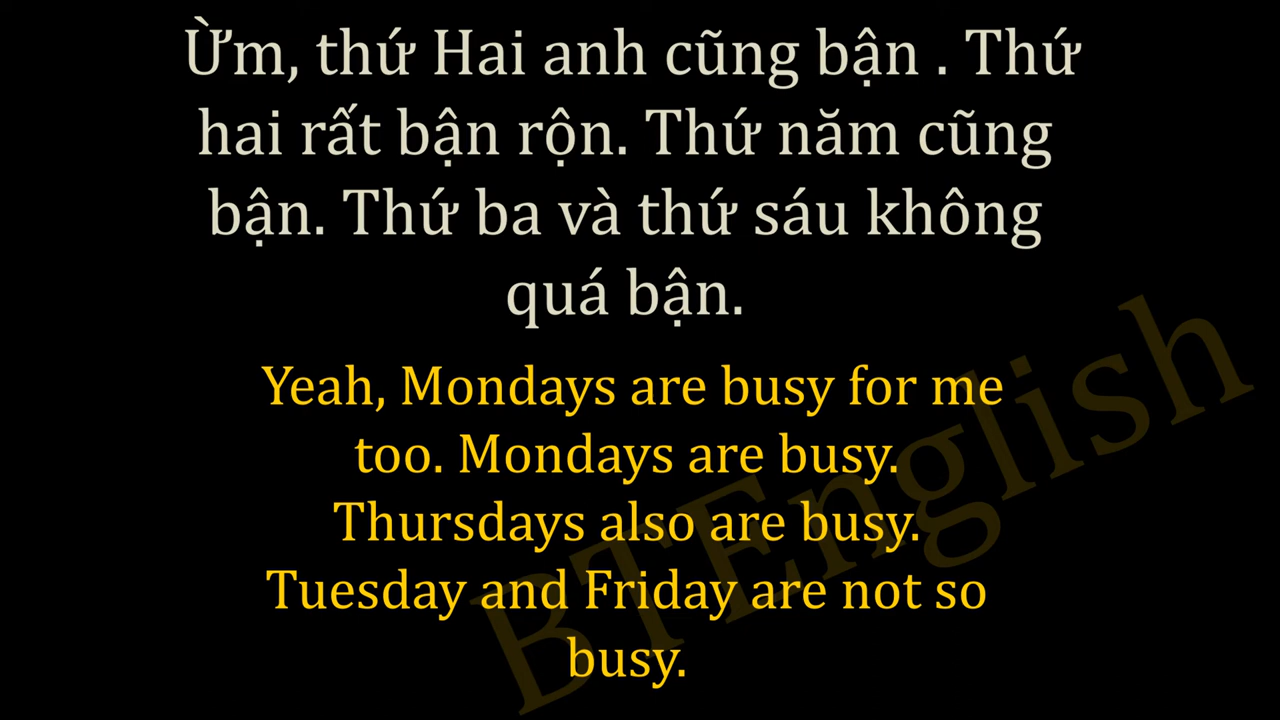 Ừm, thứ Hai anh cũng bận . Thứ
hai rất bận rộn. Thứ năm cũng
bận. Thứ ba và thứ sáu không
quá bận.
Yeah, Mondays are busy for me
too. Mondays are busy.
Thursdays also are busy.
Tuesday and Friday are not so
busy.
BTEnglish